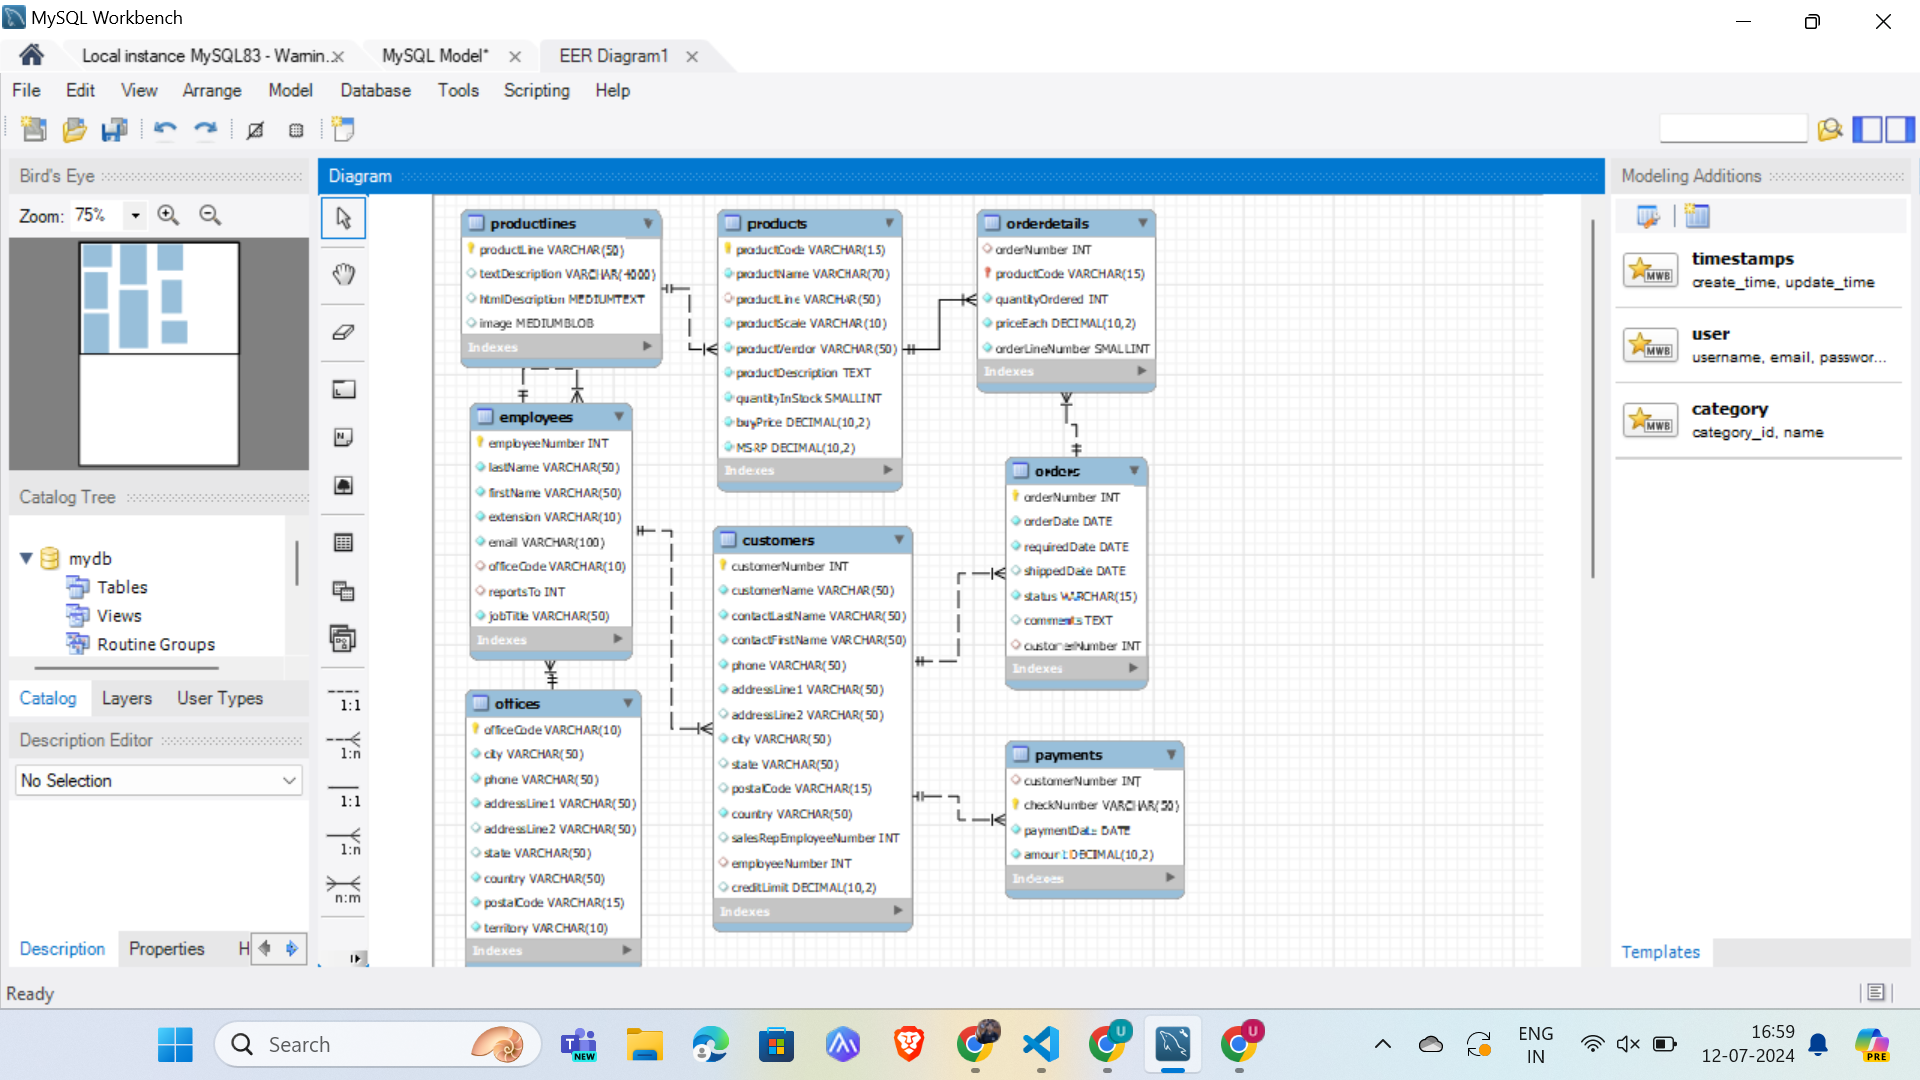 MySQL Workbench
Local instance MySQL83 - Warnin...
MySQL Model*
EER Diagram1
File Edit View Arrange Model Database Tools Scripting Help
Bird's Eye
Zoom: 75%
Diagram
Modeling Additions
productlines
productLine VARCHAR(50)
textDescription VARCHAR(4000)
htmlDescription MEDIUMTEXT
image MEDIUMBLOB
Indexes
products
productCode VARCHAR(15)
productName VARCHAR(70)
productLine VARCHAR(50)
productScale VARCHAR(10)
productVendor VARCHAR(50)
productDescription TEXT
quantityInStock SMALLINT
buyPrice DECIMAL(10,2)
MSRP DECIMAL(10,2)
Indexes
orderdetails
orderNumber INT
productCode VARCHAR(15)
quantityOrdered INT
priceEach DECIMAL(10,2)
orderLineNumber SMALLINT
Indexes
employees
employeeNumber INT
lastName VARCHAR(50)
firstName VARCHAR(50)
extension VARCHAR(10)
email VARCHAR(100)
officeCode VARCHAR(10)
reportsTo INT
jobTitle VARCHAR(50)
Indexes
customers
customerNumber INT
customerName VARCHAR(50)
contactLastName VARCHAR(50)
contactFirstName VARCHAR(50)
phone VARCHAR(50)
addressLine1 VARCHAR(50)
addressLine2 VARCHAR(50)
city VARCHAR(50)
state VARCHAR(50)
postalCode VARCHAR(15)
country VARCHAR(50)
salesRepEmployeeNumber INT
employeeNumber INT
creditLimit DECIMAL(10,2)
Indexes
orders
orderNumber INT
orderDate DATE
requiredDate DATE
shippedDate DATE
status VARCHAR(15)
comments TEXT
customerNumber INT
Indexes
offices
officeCode VARCHAR(10)
city VARCHAR(50)
phone VARCHAR(50)
addressLine1 VARCHAR(50)
addressLine2 VARCHAR(50)
state VARCHAR(50)
country VARCHAR(50)
postalCode VARCHAR(15)
territory VARCHAR(10)
Indexes
payments
customerNumber INT
checkNumber VARCHAR(50)
paymentDate DATE
amount DECIMAL(10,2)
Indexes
timestamps
create_time, update_time
user
username, email, passwor...
category
category_id, name
Templates
Catalog Tree
mydb
Tables
Views
Routine Groups
Catalog Layers User Types
Description Editor
No Selection
Description Properties H
1:1
1:n
1:1
1:n
n:m
Ready
Search
NEW
U
U
ENG
IN
16:59
12-07-2024
PRE
MWB
MWB
MWB